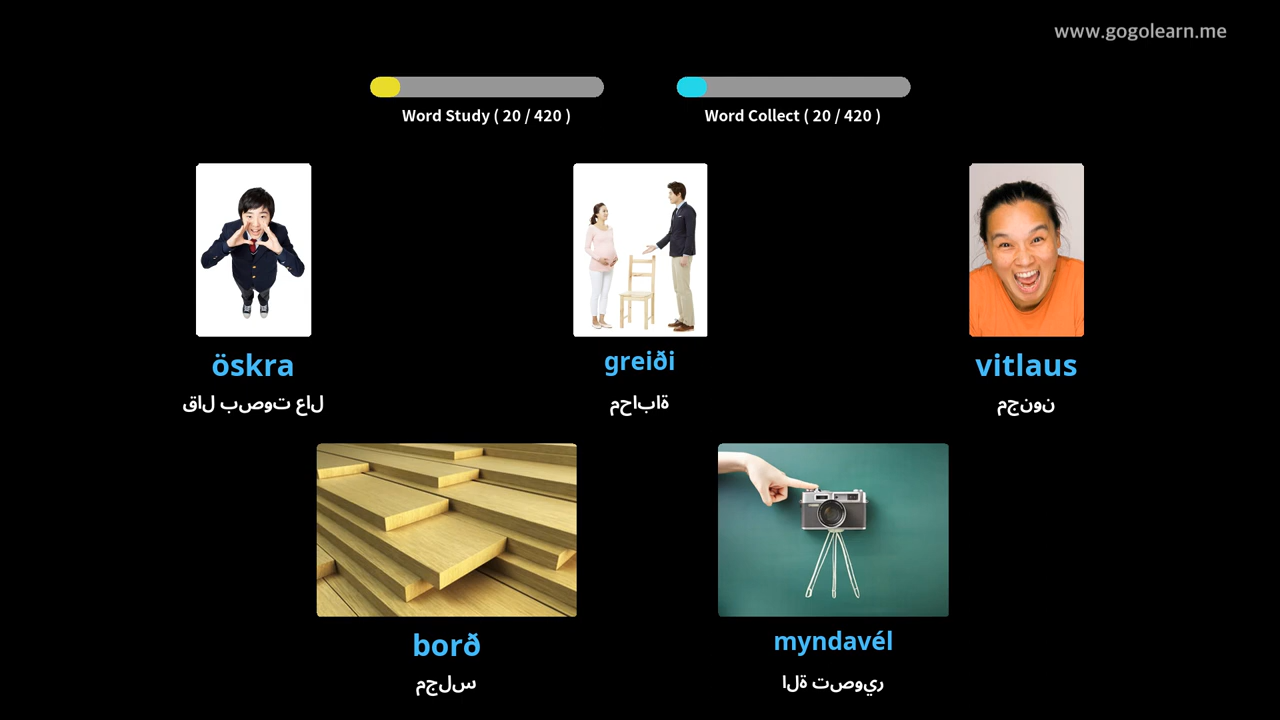 www.gogolearn.me
Word Study ( 20 / 420 )
Word Collect ( 20 / 420 )
öskra
greiði
vitlaus
قال بصوت عال
محاباة
مجنون
borð
myndavél
مجلس
الة تصوير